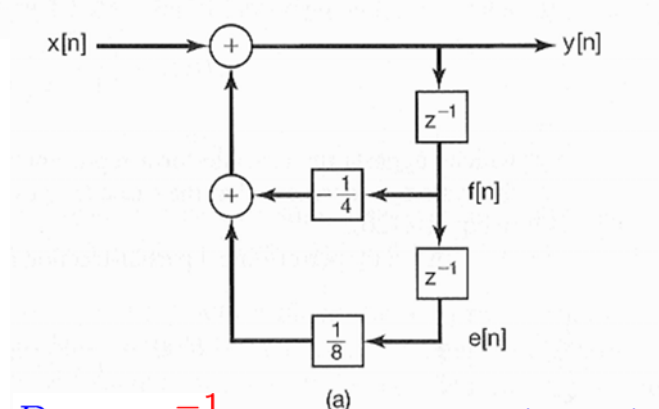 x[n] + y[n]
z⁻¹
+ -1/4 f[n]
z⁻¹
1/8 e[n]
(a)